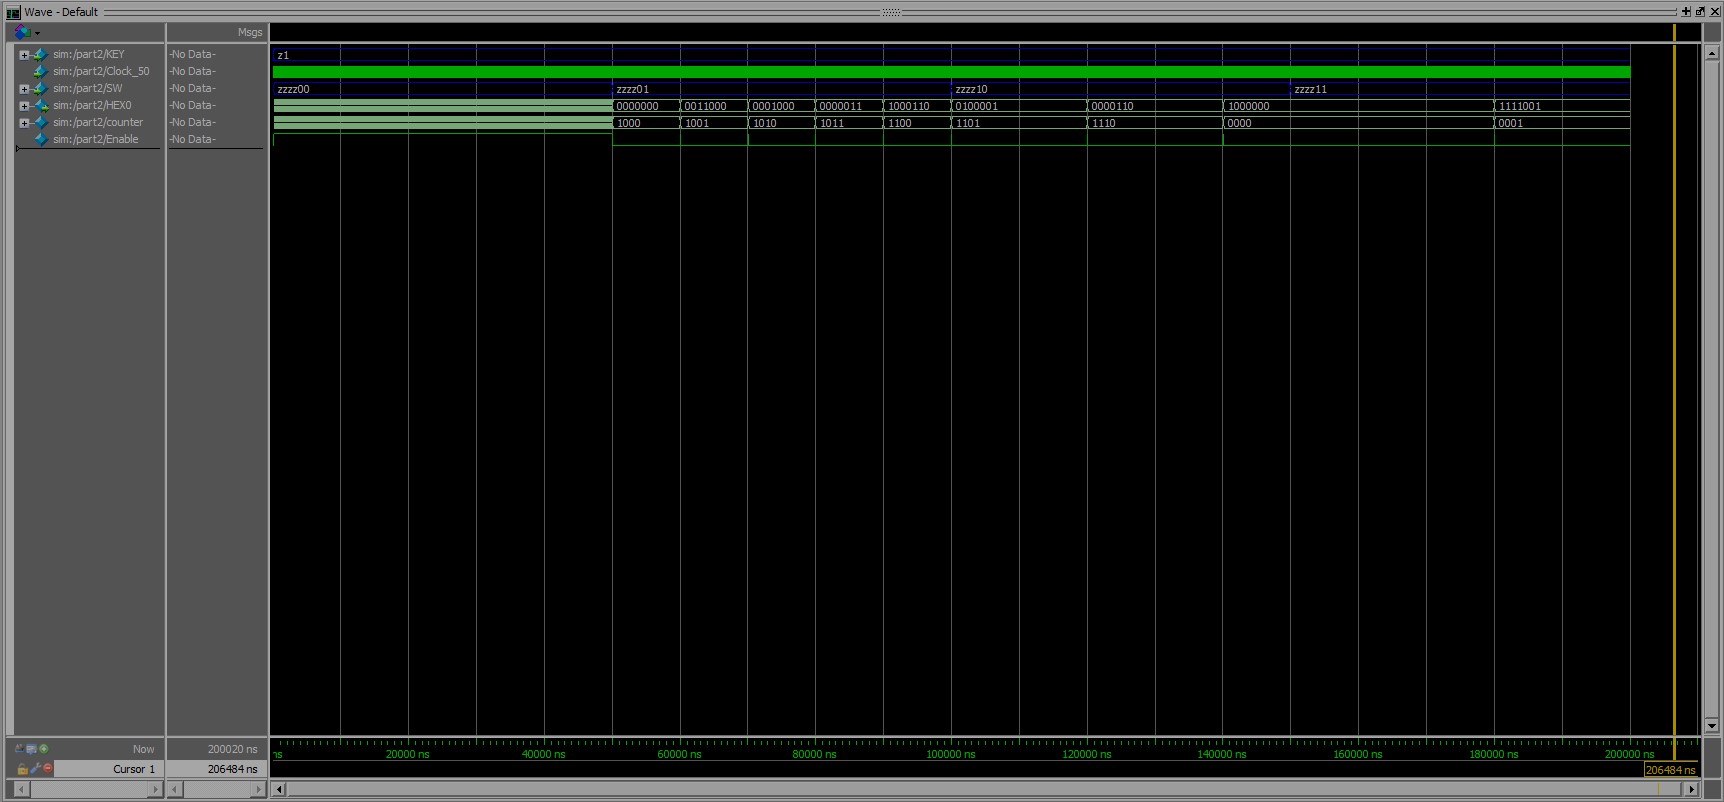 Wave - Default
Msgs
sim:/part2/KEY -No Data- z1
sim:/part2/Clock_50 -No Data-
sim:/part2/SW -No Data- zzzz00 zzzz01 zzzz10 zzzz11
sim:/part2/HEX0 -No Data- 0000000 0011000 0001000 0000011 1000110 0100001 0000110 1000000 1111001
sim:/part2/counter -No Data- 1000 1001 1010 1011 1100 1101 1110 0000 0001
sim:/part2/Enable -No Data-
Now 200020 ns ns 20000 ns 40000 ns 60000 ns 80000 ns 100000 ns 120000 ns 140000 ns 160000 ns 180000 ns 200000 ns
Cursor 1 206484 ns 206484 ns